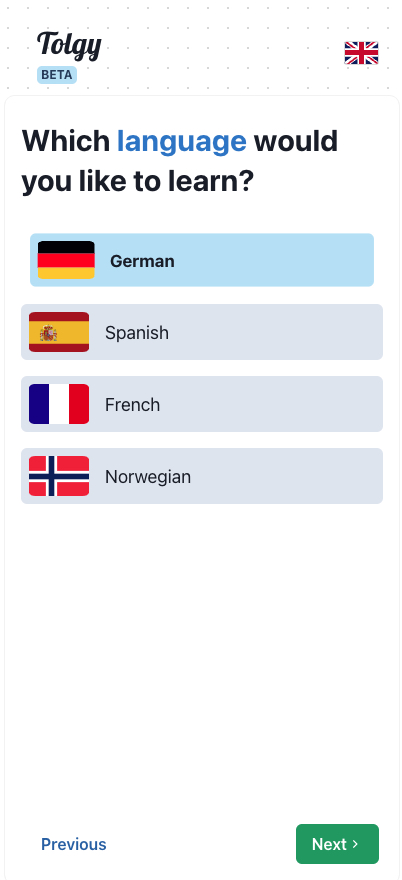 Tolgy
BETA
Which language would
you like to learn?
German
Spanish
French
Norwegian
Previous
Next